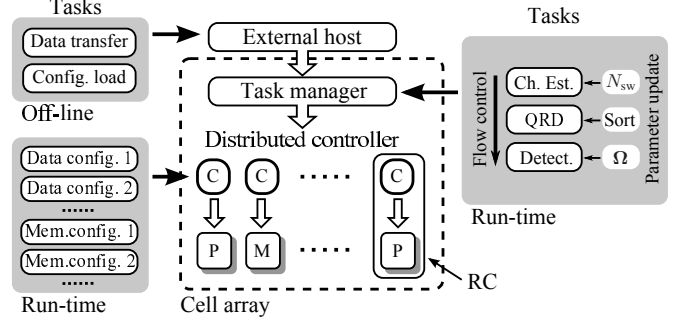 Tasks
Data transfer
Config. load
Off-line
External host
Task manager
Distributed controller
Tasks
Flow control
Ch. Est.
N_sw
QRD
Sort
Detect.
Ω
Parameter update
Run-time
Data config. 1
Data config. 2
......
Mem.config. 1
Mem.config. 2
......
Run-time
C C ..... C
P M ..... P
RC
Cell array